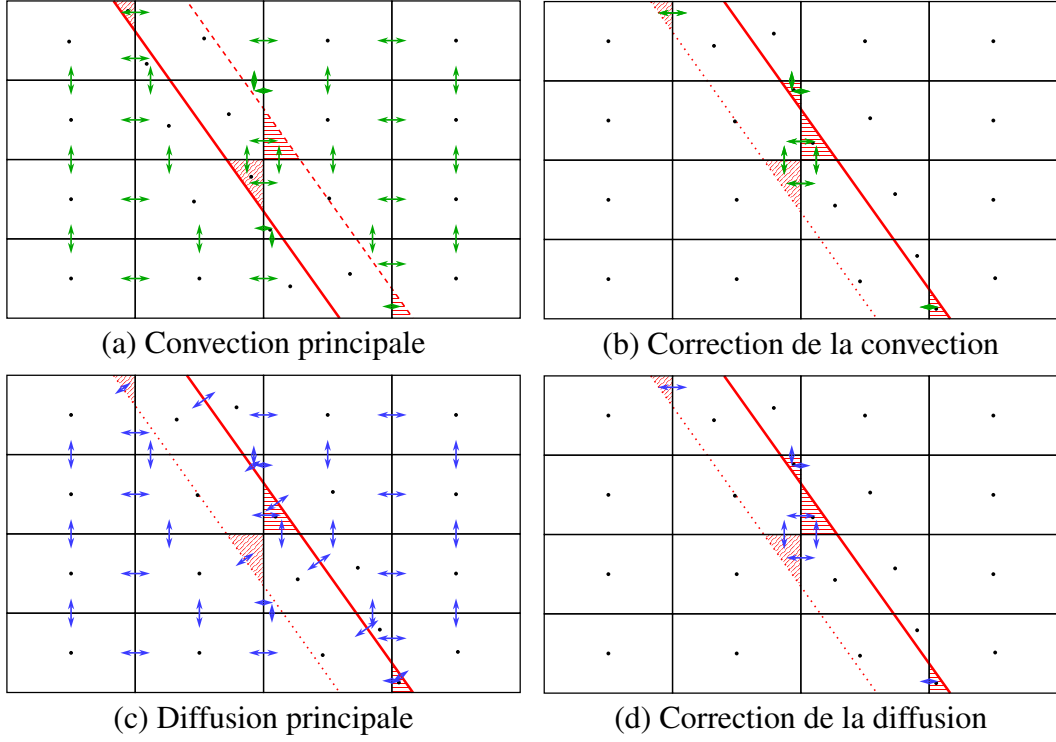 (a) Convection principale
(b) Correction de la convection
(c) Diffusion principale
(d) Correction de la diffusion